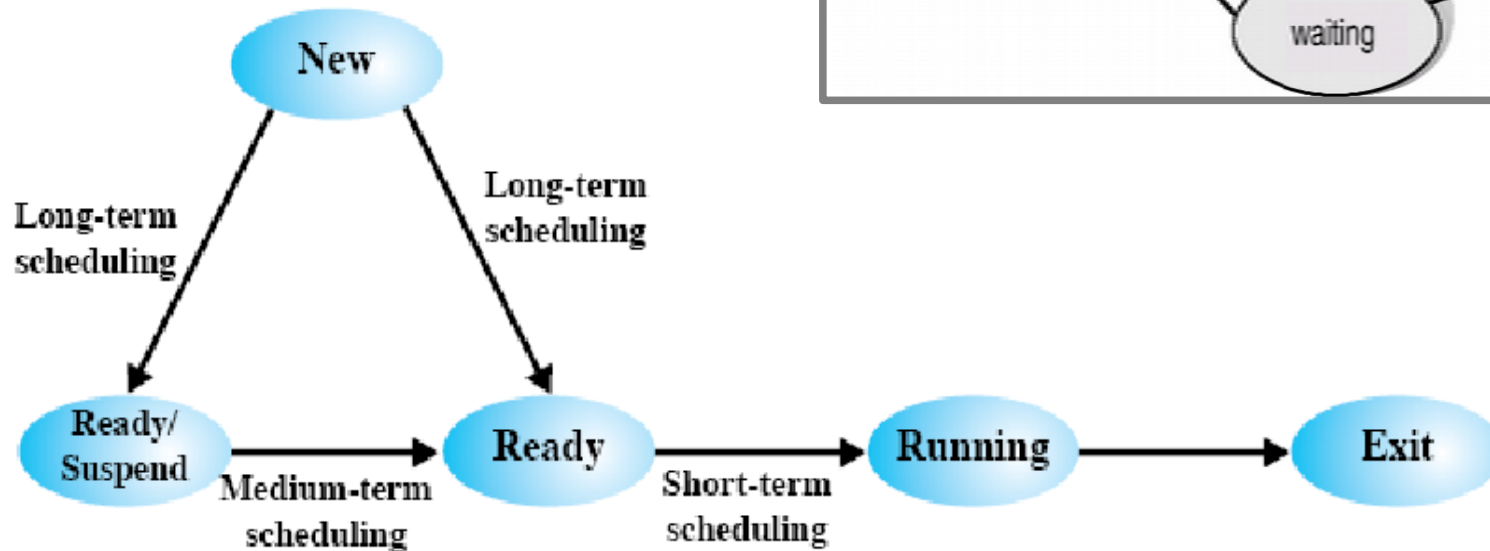 waiting
New
Long-term
scheduling
Long-term
scheduling
Ready/
Suspend
Medium-term
scheduling
Ready
Short-term
scheduling
Running
Exit